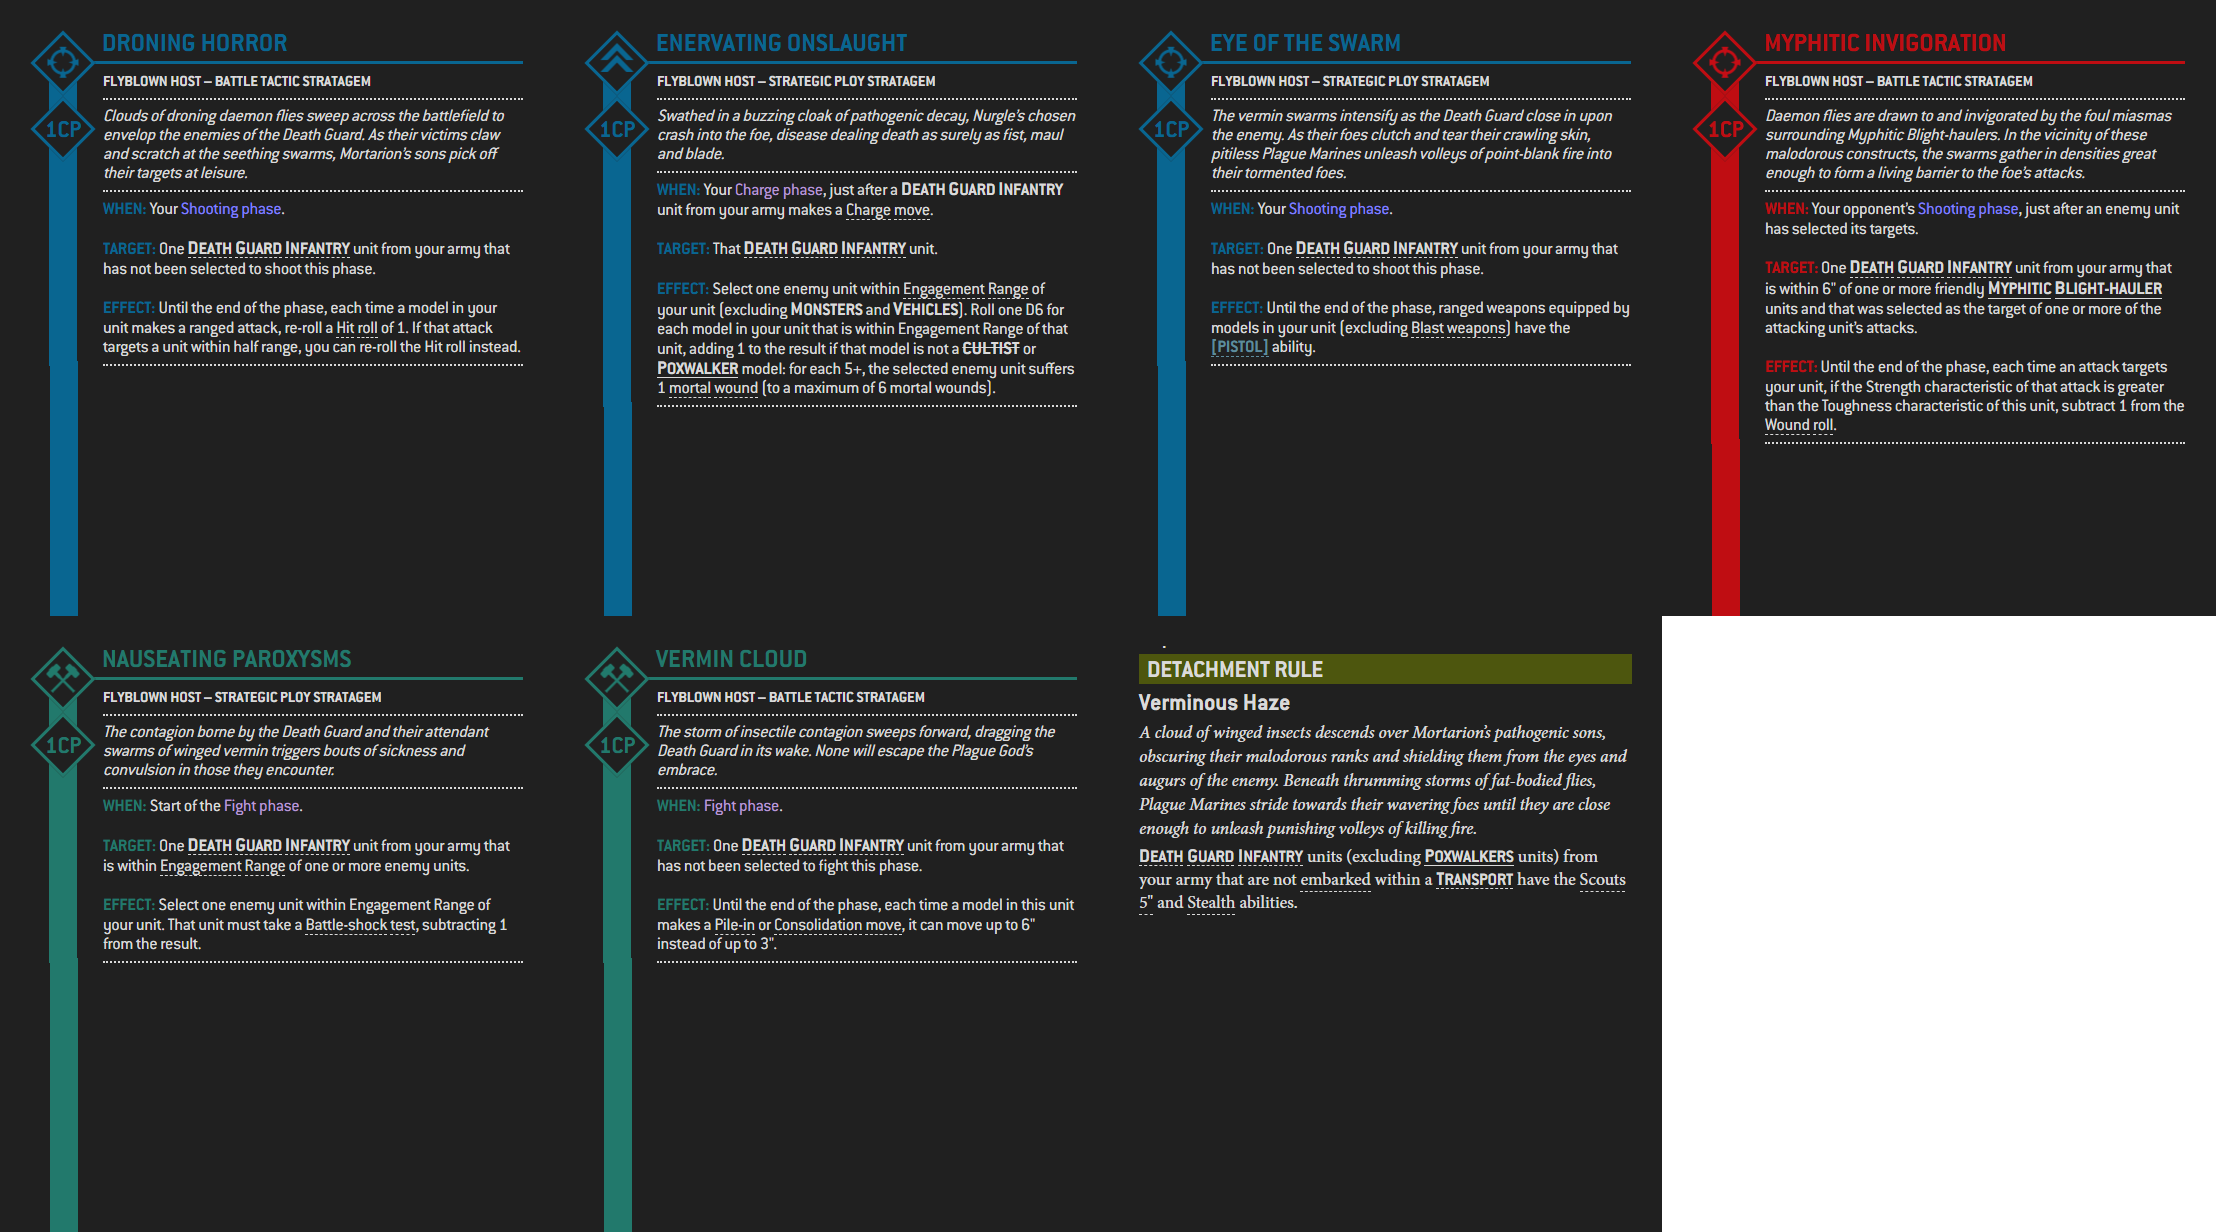 DRONING HORROR
1CP
FLYBLOWN HOST – BATTLE TACTIC STRATAGEM
Clouds of droning daemon flies sweep across the battlefield to
envelop the enemies of the Death Guard. As their victims claw
and scratch at the seething swarms, Mortarion's sons pick off
their targets at leisure.
WHEN: Your Shooting phase.
TARGET: One DEATH GUARD INFANTRY unit from your army that
has not been selected to shoot this phase.
EFFECT: Until the end of the phase, each time a model in your
unit makes a ranged attack, re-roll a Hit roll of 1. If that attack
targets a unit within half range, you can re-roll the Hit roll instead.
ENERVATING ONSLAUGHT
1CP
FLYBLOWN HOST – STRATEGIC PLOY STRATAGEM
Swathed in a buzzing cloak of pathogenic decay, Nurgle's chosen
crash into the foe, disease dealing death as surely as fist, maul
and blade.
WHEN: Your Charge phase, just after a DEATH GUARD INFANTRY
unit from your army makes a Charge move.
TARGET: That DEATH GUARD INFANTRY unit.
EFFECT: Select one enemy unit within Engagement Range of
your unit (excluding MONSTERS and VEHICLES). Roll one D6 for
each model in your unit that is within Engagement Range of that
unit, adding 1 to the result if that model is not a CULTIST or
POXWALKER model: for each 5+, the selected enemy unit suffers
1 mortal wound (to a maximum of 6 mortal wounds).
EYE OF THE SWARM
1CP
FLYBLOWN HOST – STRATEGIC PLOY STRATAGEM
The vermin swarms intensify as the Death Guard close in upon
the enemy. As their foes clutch and tear their crawling skin,
pitiless Plague Marines unleash volleys of point-blank fire into
their tormented foes.
WHEN: Your Shooting phase.
TARGET: One DEATH GUARD INFANTRY unit from your army that
has not been selected to shoot this phase.
EFFECT: Until the end of the phase, ranged weapons equipped by
models in your unit (excluding Blast weapons) have the
[PISTOL] ability.
MYPHITIC INVIGORATION
1CP
FLYBLOWN HOST – BATTLE TACTIC STRATAGEM
Daemon flies are drawn to and invigorated by the foul miasmas
surrounding Myphitic Blight-haulers. In the vicinity of these
malodorous constructs, the swarms gather in densities great
enough to form a living barrier to the foe's attacks.
WHEN: Your opponent's Shooting phase, just after an enemy unit
has selected its targets.
TARGET: One DEATH GUARD INFANTRY unit from your army that
is within 6" of one or more friendly MYPHITIC BLIGHT-HAULER
units and that was selected as the target of one or more of the
attacking unit's attacks.
EFFECT: Until the end of the phase, each time an attack targets
your unit, if the Strength characteristic of that attack is greater
than the Toughness characteristic of this unit, subtract 1 from the
Wound roll.
NAUSEATING PAROXYSMS
1CP
FLYBLOWN HOST – STRATEGIC PLOY STRATAGEM
The contagion borne by the Death Guard and their attendant
swarms of winged vermin triggers bouts of sickness and
convulsion in those they encounter.
WHEN: Start of the Fight phase.
TARGET: One DEATH GUARD INFANTRY unit from your army that
is within Engagement Range of one or more enemy units.
EFFECT: Select one enemy unit within Engagement Range of
your unit. That unit must take a Battle-shock test, subtracting 1
from the result.
VERMIN CLOUD
1CP
FLYBLOWN HOST – BATTLE TACTIC STRATAGEM
The storm of insectile contagion sweeps forward, dragging the
Death Guard in its wake. None will escape the Plague God's
embrace.
WHEN: Fight phase.
TARGET: One DEATH GUARD INFANTRY unit from your army that
has not been selected to fight this phase.
EFFECT: Until the end of the phase, each time a model in this unit
makes a Pile-in or Consolidation move, it can move up to 6"
instead of up to 3".
DETACHMENT RULE
Verminous Haze
A cloud of winged insects descends over Mortarion's pathogenic sons,
obscuring their malodorous ranks and shielding them from the eyes and
augurs of the enemy. Beneath thrumming storms of fat-bodied flies,
Plague Marines stride towards their wavering foes until they are close
enough to unleash punishing volleys of killing fire.
DEATH GUARD INFANTRY units (excluding POXWALKERS units) from
your army that are not embarked within a TRANSPORT have the Scouts
5" and Stealth abilities.